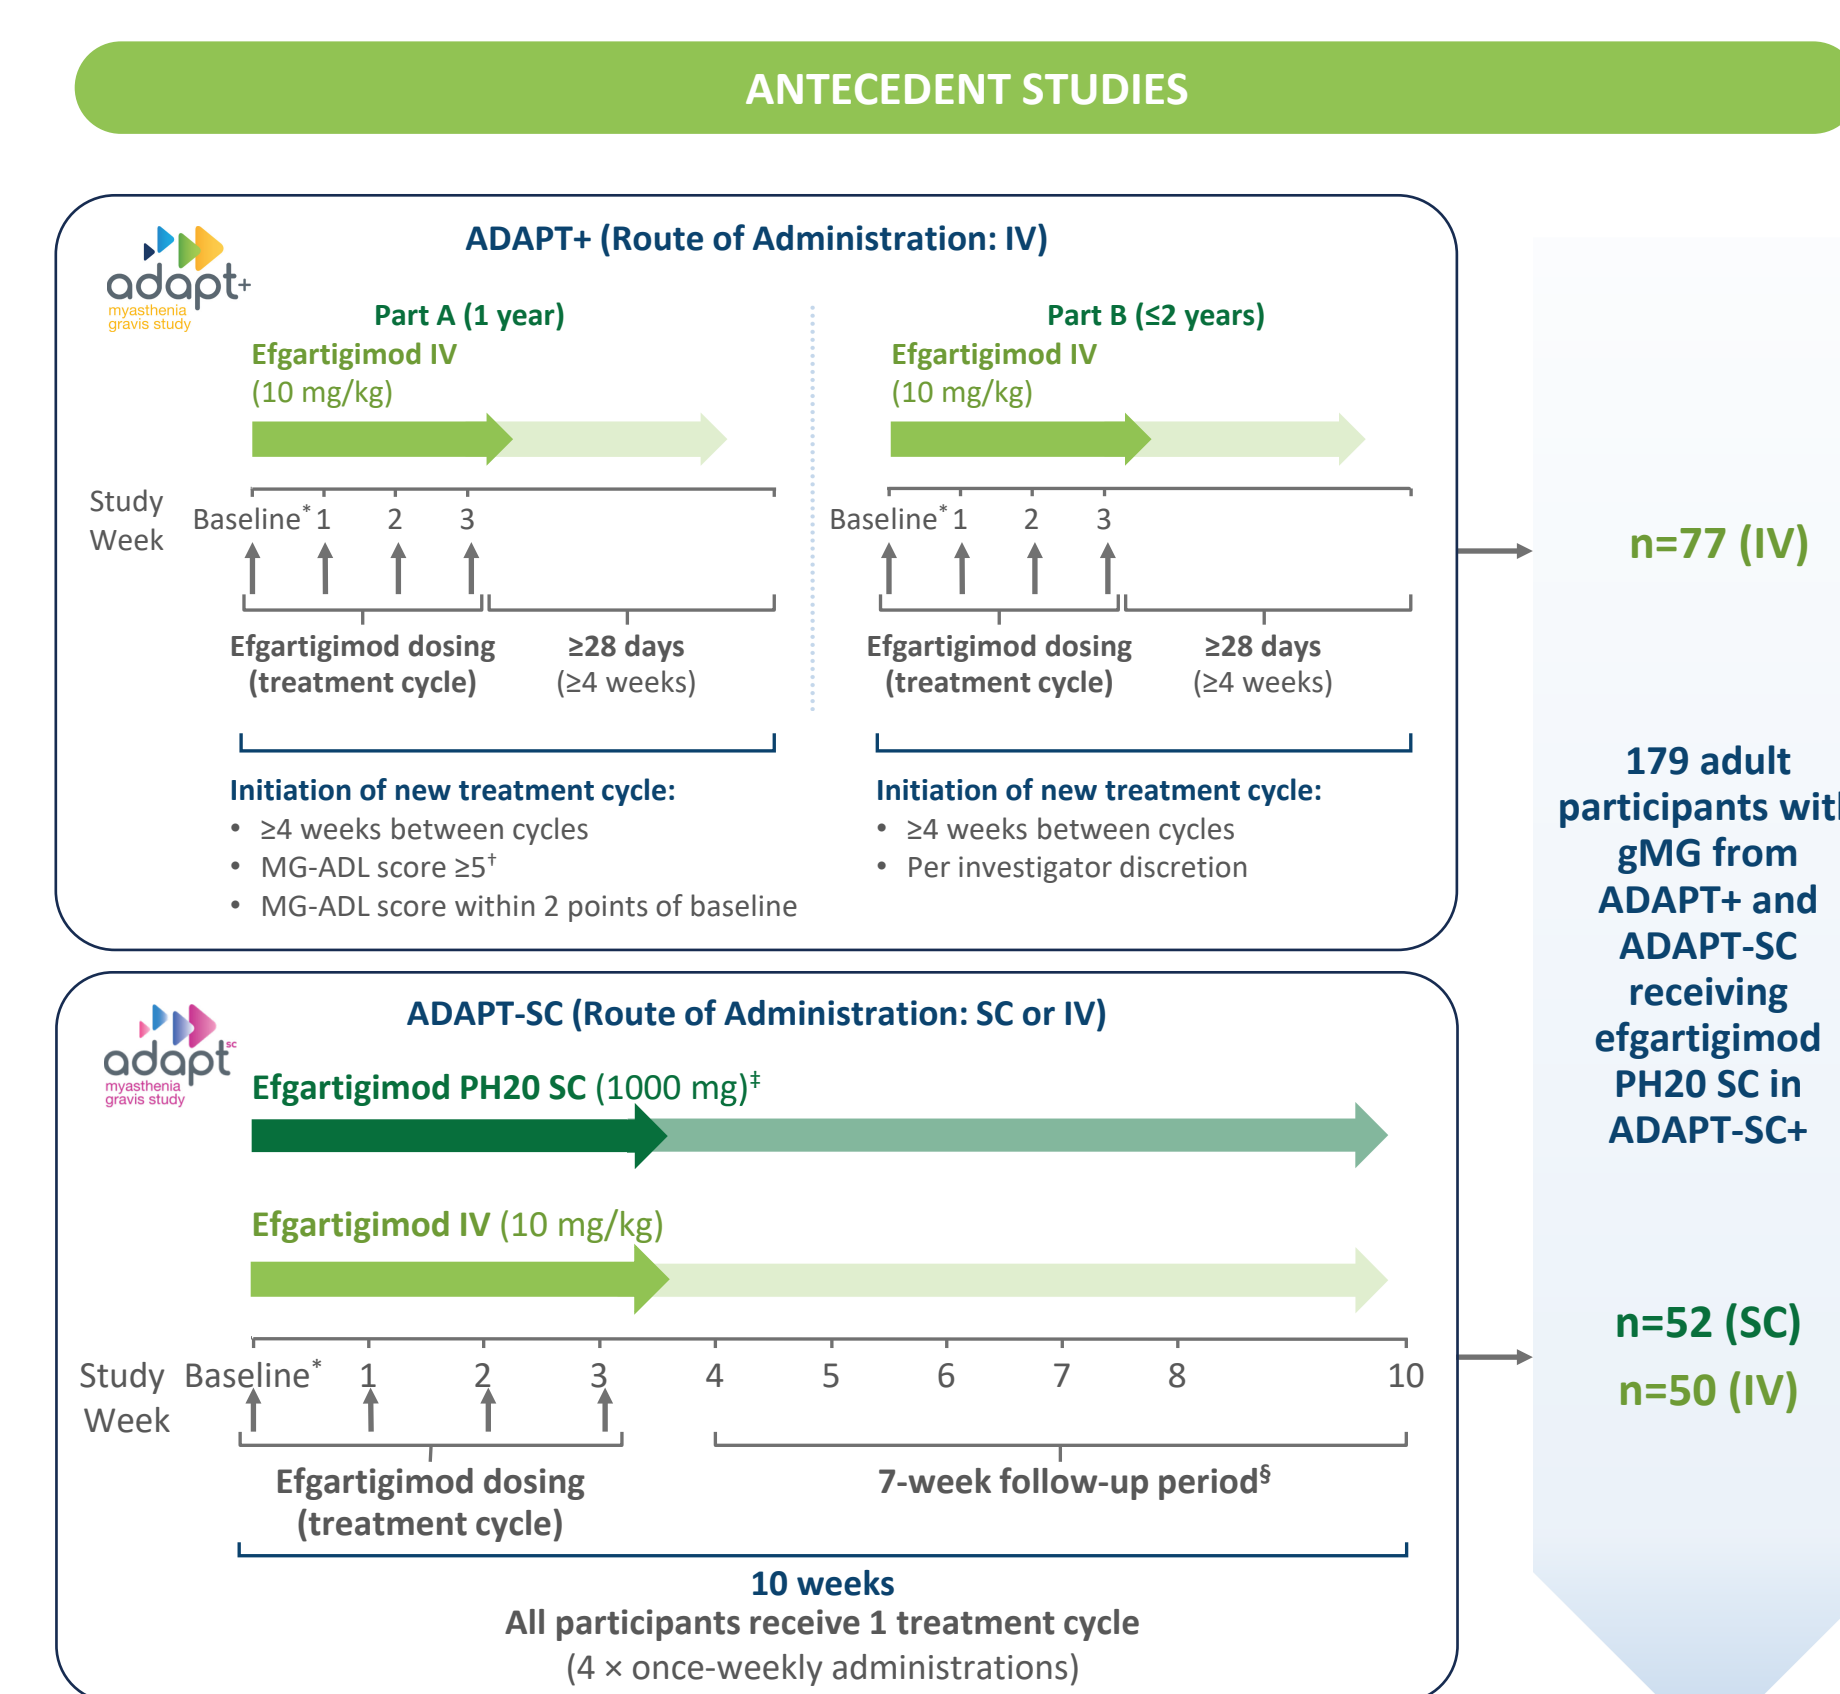 ANTECEDENT STUDIES
adapt+
myasthenia
gravis study
ADAPT+ (Route of Administration: IV)
Part A (1 year)
Efgartigimod IV
(10 mg/kg)
Study
Week
Baseline* 1 2 3
Efgartigimod dosing
(treatment cycle)
≥28 days
(≥4 weeks)
Initiation of new treatment cycle:
• ≥4 weeks between cycles
• MG-ADL score ≥5†
• MG-ADL score within 2 points of baseline
Part B (≤2 years)
Efgartigimod IV
(10 mg/kg)
Baseline* 1 2 3
Efgartigimod dosing
(treatment cycle)
≥28 days
(≥4 weeks)
Initiation of new treatment cycle:
• ≥4 weeks between cycles
• Per investigator discretion
n=77 (IV)
179 adult
participants with
gMG from
ADAPT+ and
ADAPT-SC
receiving
efgartigimod
PH20 SC in
ADAPT-SC+
n=52 (SC)
n=50 (IV)
adapt sc
myasthenia
gravis study
ADAPT-SC (Route of Administration: SC or IV)
Efgartigimod PH20 SC (1000 mg)‡
Efgartigimod IV (10 mg/kg)
Study
Week
Baseline* 1 2 3 4 5 6 7 8 10
Efgartigimod dosing
(treatment cycle)
7-week follow-up period§
10 weeks
All participants receive 1 treatment cycle
(4 × once-weekly administrations)